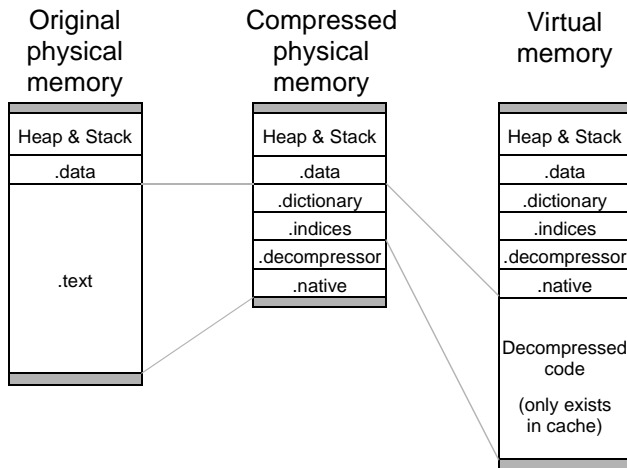 Original
physical
memory
Heap & Stack
.data
.text
Compressed
physical
memory
Heap & Stack
.data
.dictionary
.indices
.decompressor
.native
Virtual
memory
Heap & Stack
.data
.dictionary
.indices
.decompressor
.native
Decompressed
code
(only exists
in cache)